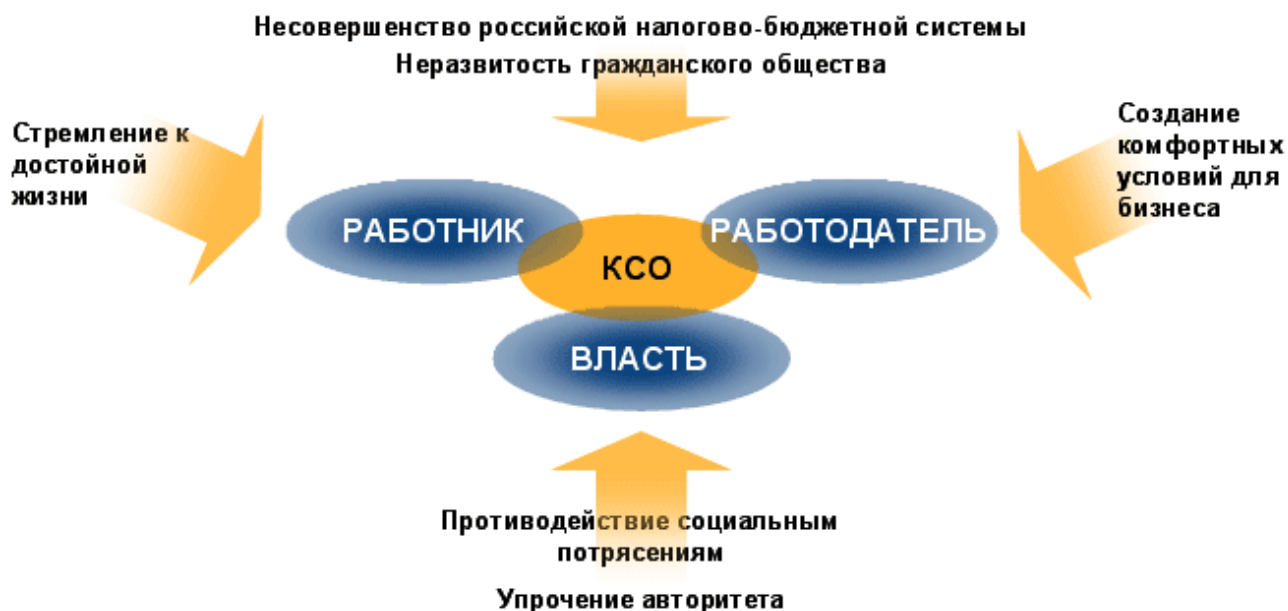 Несовершенство российской налогово-бюджетной системы
Неразвитость гражданского общества
Стремление к
достойной
жизни
Создание
комфортных
условий для
бизнеса
РАБОТНИК
РАБОТОДАТЕЛЬ
КСО
ВЛАСТЬ
Противодействие социальным
потрясениям
Упрочение авторитета